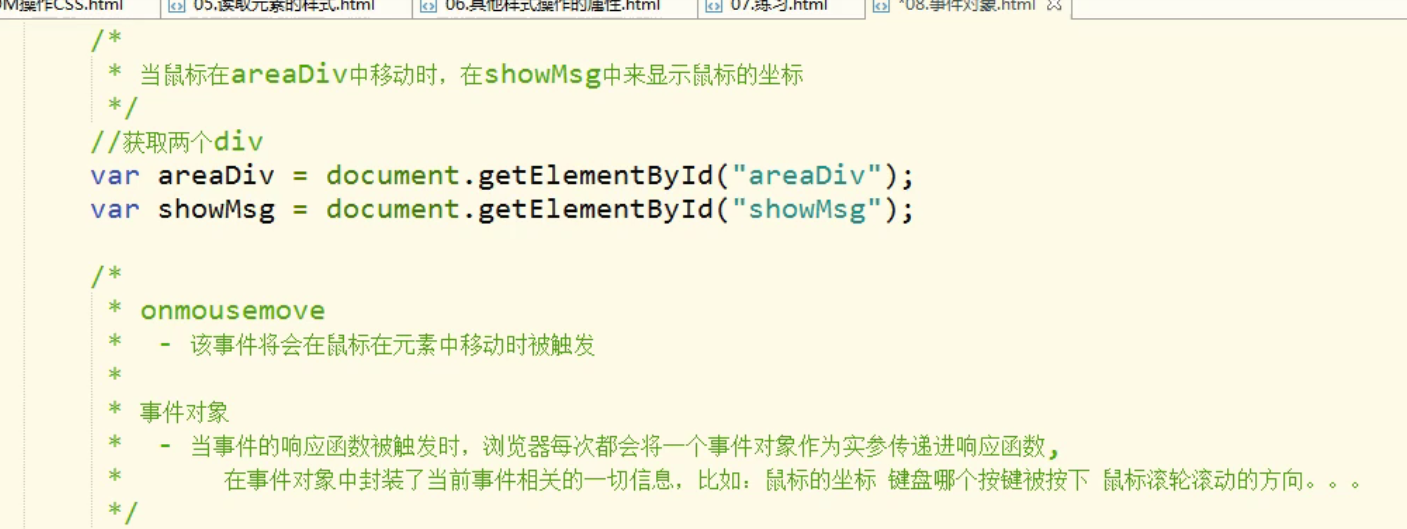 OM操作CSS.html 05.读取元素的样式.html 06.其他样式操作的属性.html 07.练习.html *08.事件对象.html
/*
* 当鼠标在areaDiv中移动时，在showMsg中来显示鼠标的坐标
*/
//获取两个div
var areaDiv = document.getElementById("areaDiv");
var showMsg = document.getElementById("showMsg");
/*
* onmousemove
* - 该事件将会在鼠标在元素中移动时被触发
*
* 事件对象
* - 当事件的响应函数被触发时，浏览器每次都会将一个事件对象作为实参传递进响应函数,
* 在事件对象中封装了当前事件相关的一切信息，比如：鼠标的坐标 键盘哪个按键被按下 鼠标滚轮滚动的方向。。。
*/